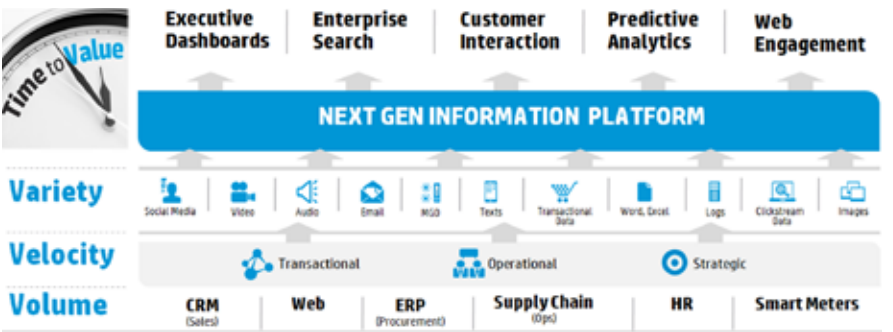 Time to Value
Executive
Dashboards
Enterprise
Search
Customer
Interaction
Predictive
Analytics
Web
Engagement
NEXT GEN INFORMATION PLATFORM
Variety
Social Media
Video
Audio
Email
Texts
Transactional
Data
Word, Excel
Logs
Clickstream
Data
Images
Velocity
Transactional
Operational
Strategic
Volume
CRM
(Sales)
Web
ERP
(Procurement)
Supply Chain
(Ops)
HR
Smart Meters